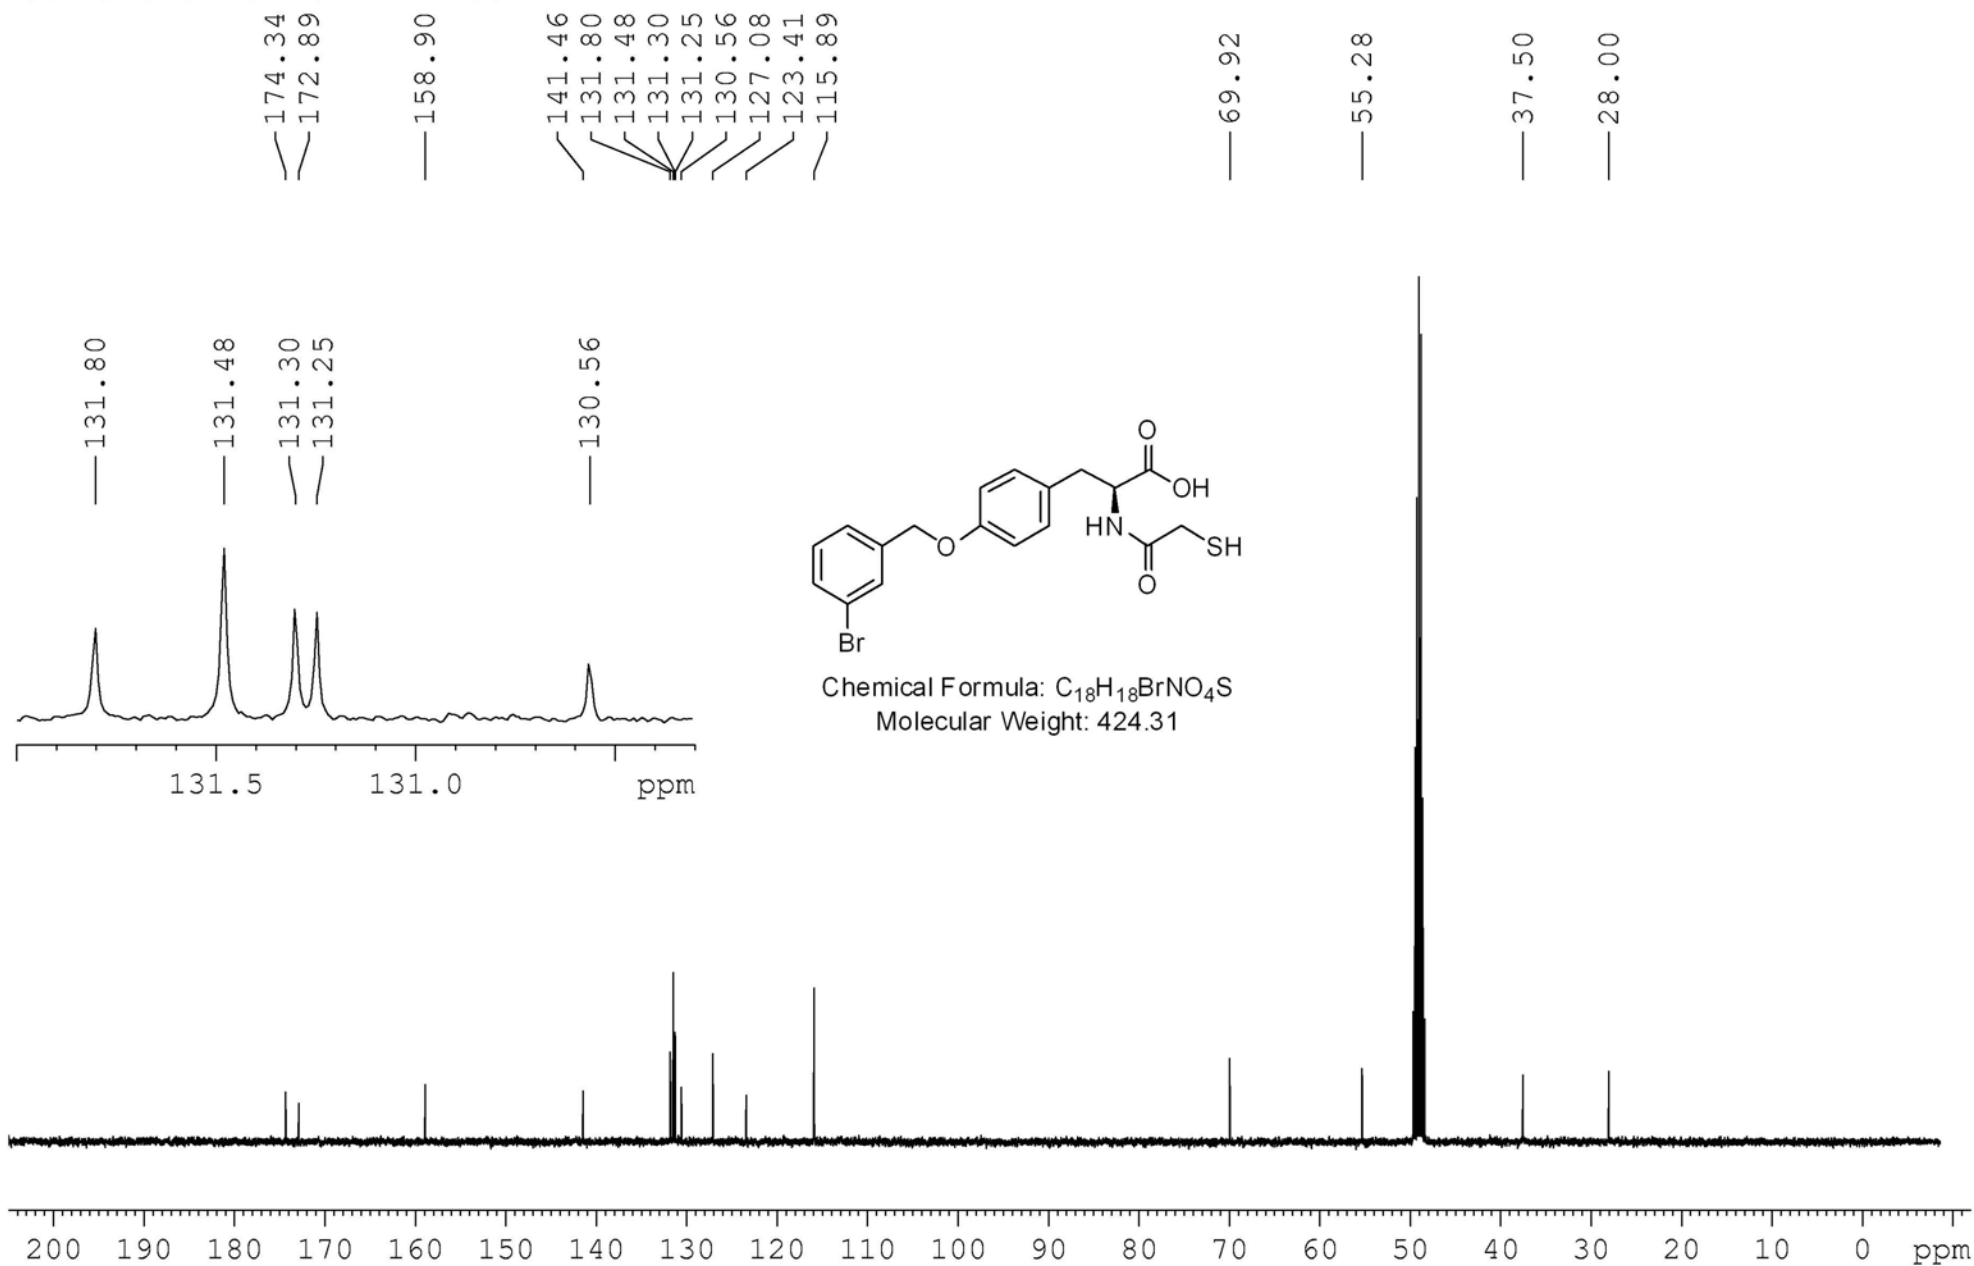 174.34
172.89
158.90
141.46
131.80
131.48
131.30
131.25
130.56
127.08
123.41
115.89
69.92
55.28
37.50
28.00
131.80
131.48
131.30
131.25
130.56
131.5 131.0 ppm
O
OH
HN
SH
O
O
Br
Chemical Formula: C₁₈H₁₈BrNO₄S
Molecular Weight: 424.31
200 190 180 170 160 150 140 130 120 110 100 90 80 70 60 50 40 30 20 10 0 ppm